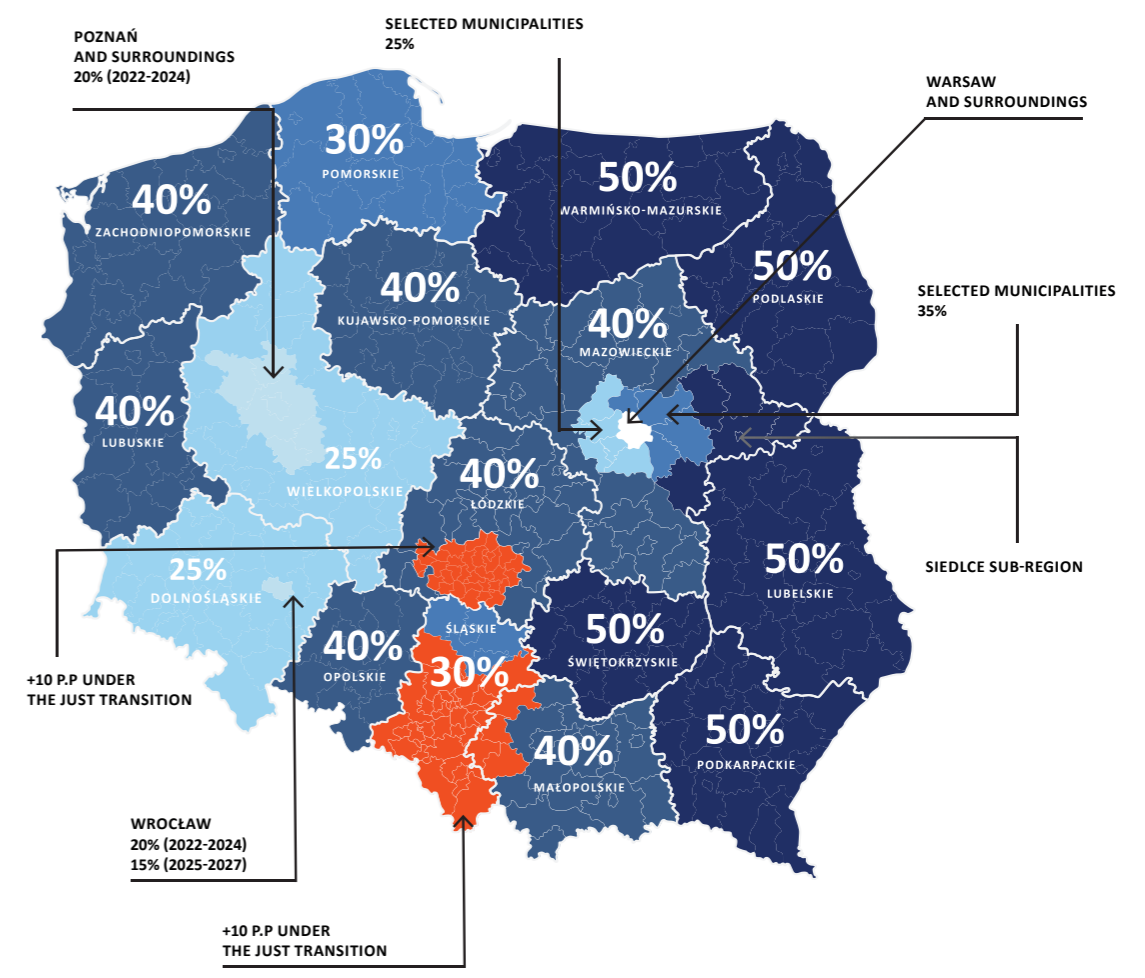 SELECTED MUNICIPALITIES
25%
POZNAŃ
AND SURROUNDINGS
20% (2022-2024)
WARSAW
AND SURROUNDINGS
30%
POMORSKIE
40%
ZACHODNIOPOMORSKIE
50%
WARMIŃSKO-MAZURSKIE
50%
PODLASKIE
SELECTED MUNICIPALITIES
35%
40%
KUJAWSKO-POMORSKIE
40%
MAZOWIECKIE
40%
LUBUSKIE
25%
WIELKOPOLSKIE
40%
ŁÓDZKIE
50%
LUBELSKIE
SIEDLCE SUB-REGION
25%
DOLNOŚLĄSKIE
40%
OPOLSKIE
ŚLĄSKIE
30%
50%
ŚWIĘTOKRZYSKIE
+10 P.P UNDER
THE JUST TRANSITION
40%
MAŁOPOLSKIE
50%
PODKARPACKIE
WROCŁAW
20% (2022-2024)
15% (2025-2027)
+10 P.P UNDER
THE JUST TRANSITION